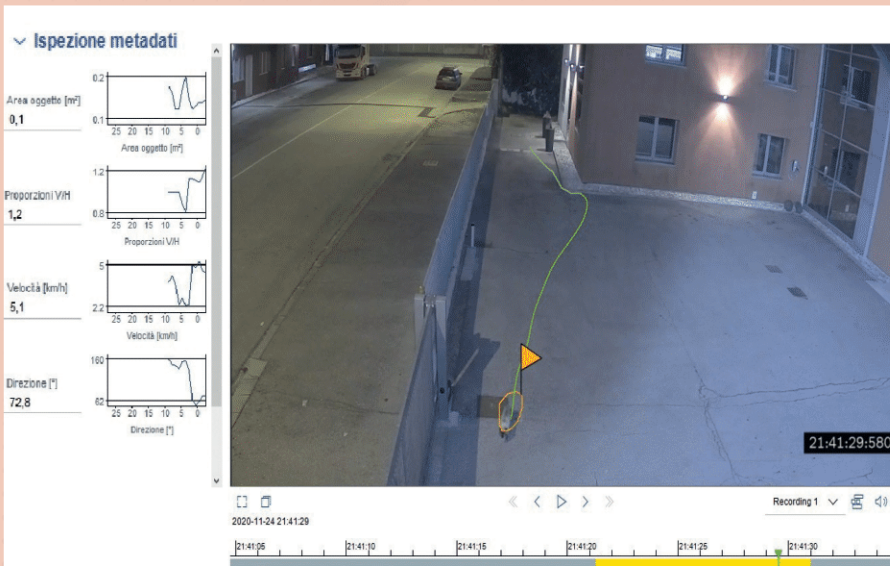 Ispezione metadati
Area oggetto [m²]
0,1
0.2
0.1
25 20 15 10 5 0
Area oggetto [m²]
Proporzioni V/H
1,2
1.2
0.8
Proporzioni V/H
Velocità [km/h]
5,1
5
2.2
25 20 15 10 5 0
Velocità [km/h]
Direzione [°]
72,8
160
62
25 20 15 10 5 0
Direzione [°]
21:41:29:580
Recording 1
2020-11-24 21:41:29
21:41:05 21:41:10 21:41:15 21:41:20 21:41:25 21:41:30